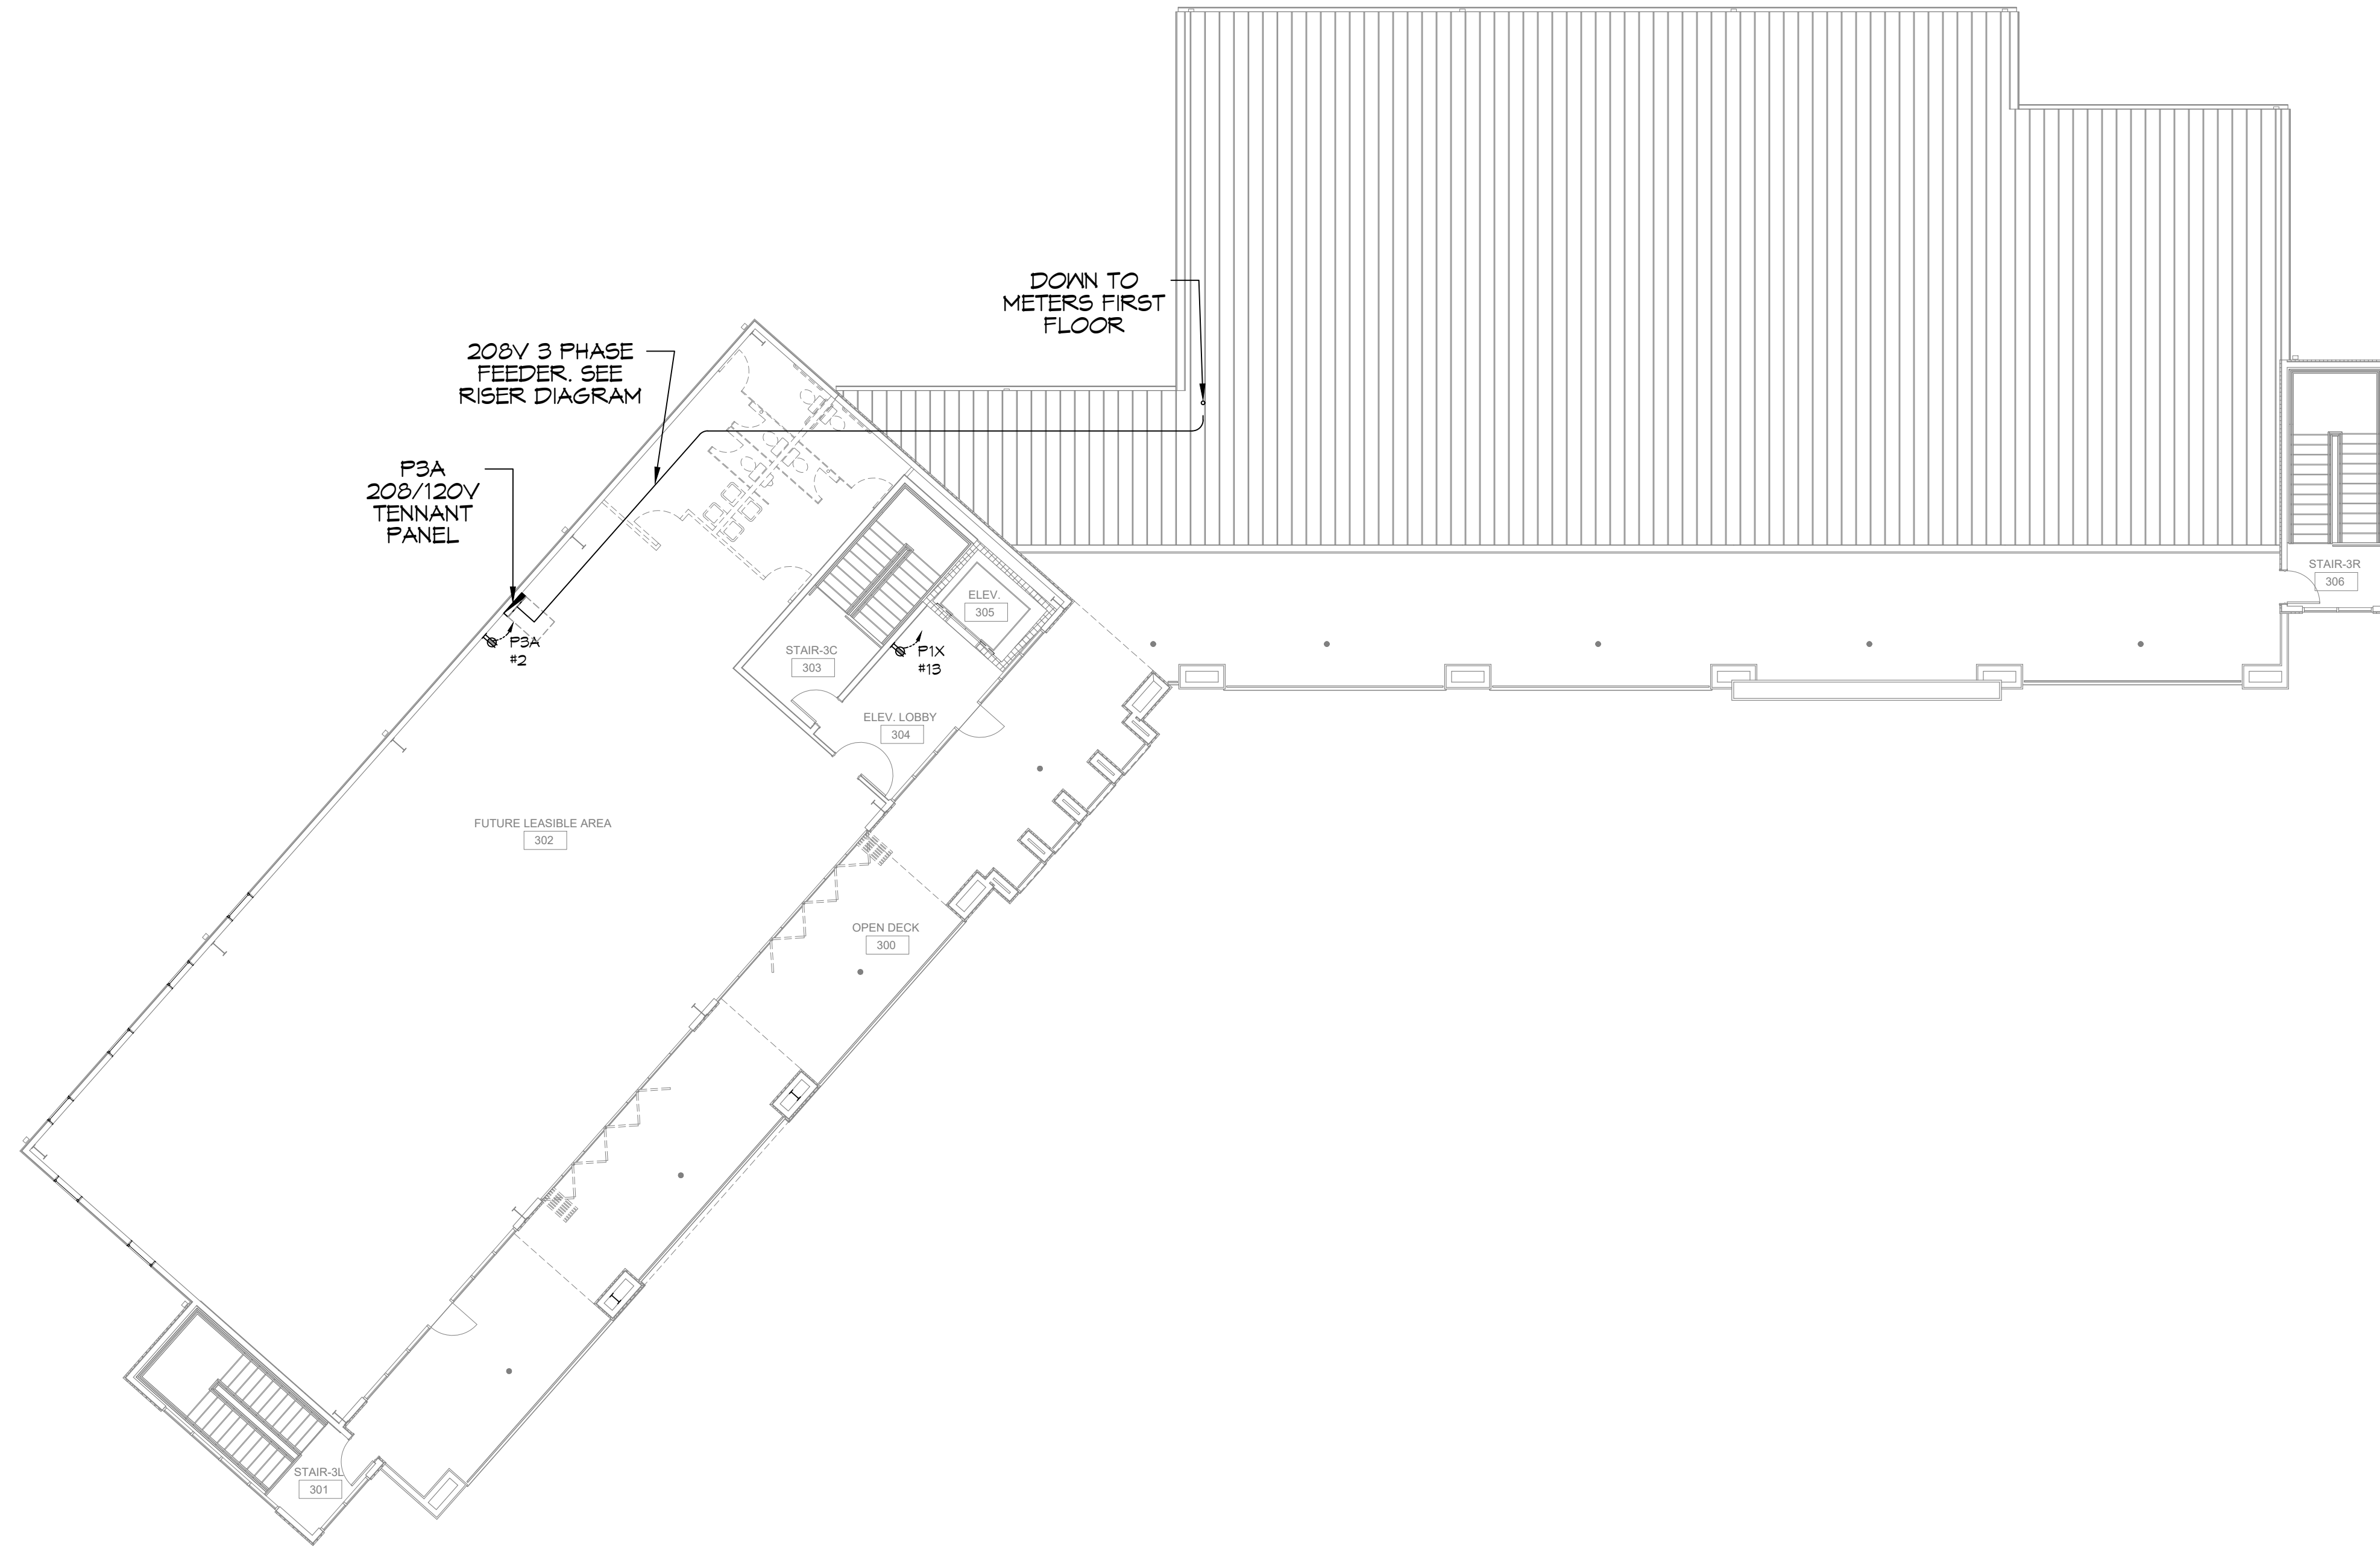 DOWN TO
METERS FIRST
FLOOR
208V 3 PHASE
FEEDER. SEE
RISER DIAGRAM
P3A
208/120V
TENNANT
PANEL
P3A
#2
P1X
#13
ELEV.
305
STAIR-3C
303
ELEV. LOBBY
304
STAIR-3R
306
FUTURE LEASIBLE AREA
302
OPEN DECK
300
STAIR-3L
301